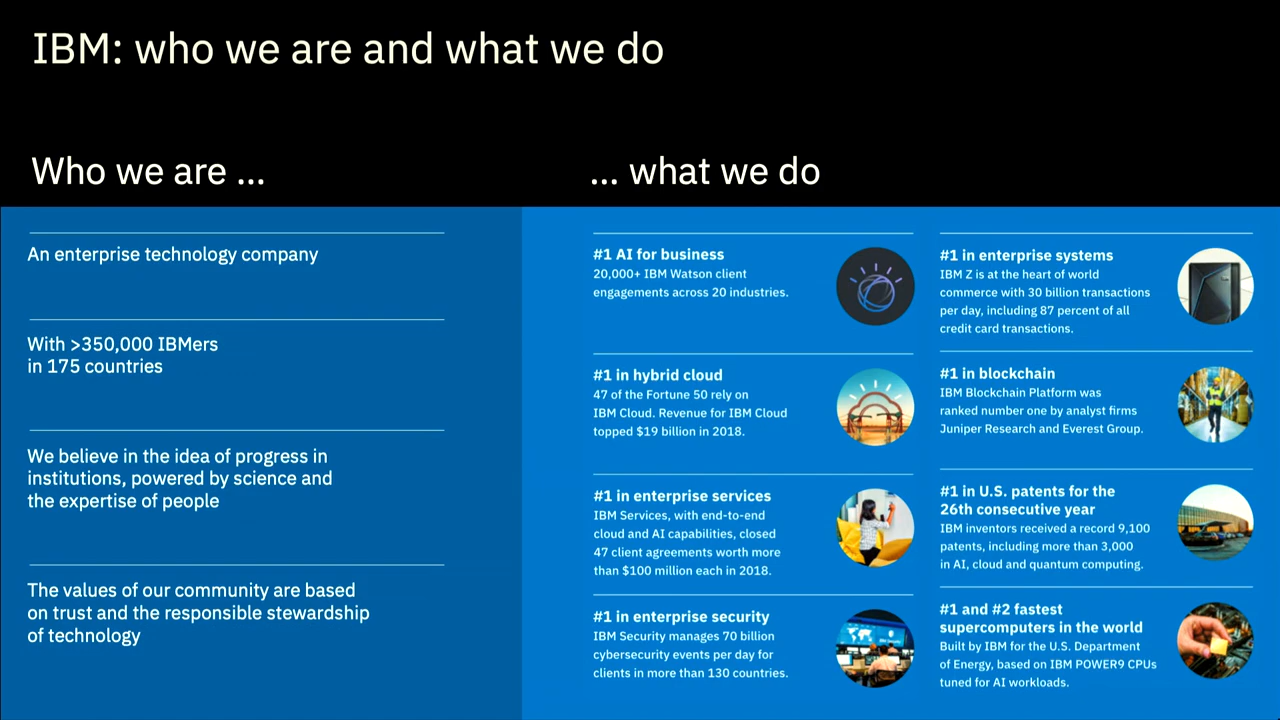 IBM: who we are and what we do
Who we are ...
An enterprise technology company
With >350,000 IBMers
in 175 countries
We believe in the idea of progress in
institutions, powered by science and
the expertise of people
The values of our community are based
on trust and the responsible stewardship
of technology
... what we do
#1 AI for business
20,000+ IBM Watson client
engagements across 20 industries.
#1 in hybrid cloud
47 of the Fortune 50 rely on
IBM Cloud. Revenue for IBM Cloud
topped $19 billion in 2018.
#1 in enterprise services
IBM Services, with end-to-end
cloud and AI capabilities, closed
47 client agreements worth more
than $100 million each in 2018.
#1 in enterprise security
IBM Security manages 70 billion
cybersecurity events per day for
clients in more than 130 countries.
#1 in enterprise systems
IBM Z is at the heart of world
commerce with 30 billion transactions
per day, including 87 percent of all
credit card transactions.
#1 in blockchain
IBM Blockchain Platform was
ranked number one by analyst firms
Juniper Research and Everest Group.
#1 in U.S. patents for the
26th consecutive year
IBM inventors received a record 9,100
patents, including more than 3,000
in AI, cloud and quantum computing.
#1 and #2 fastest
supercomputers in the world
Built by IBM for the U.S. Department
of Energy, based on IBM POWER9 CPUs
tuned for AI workloads.